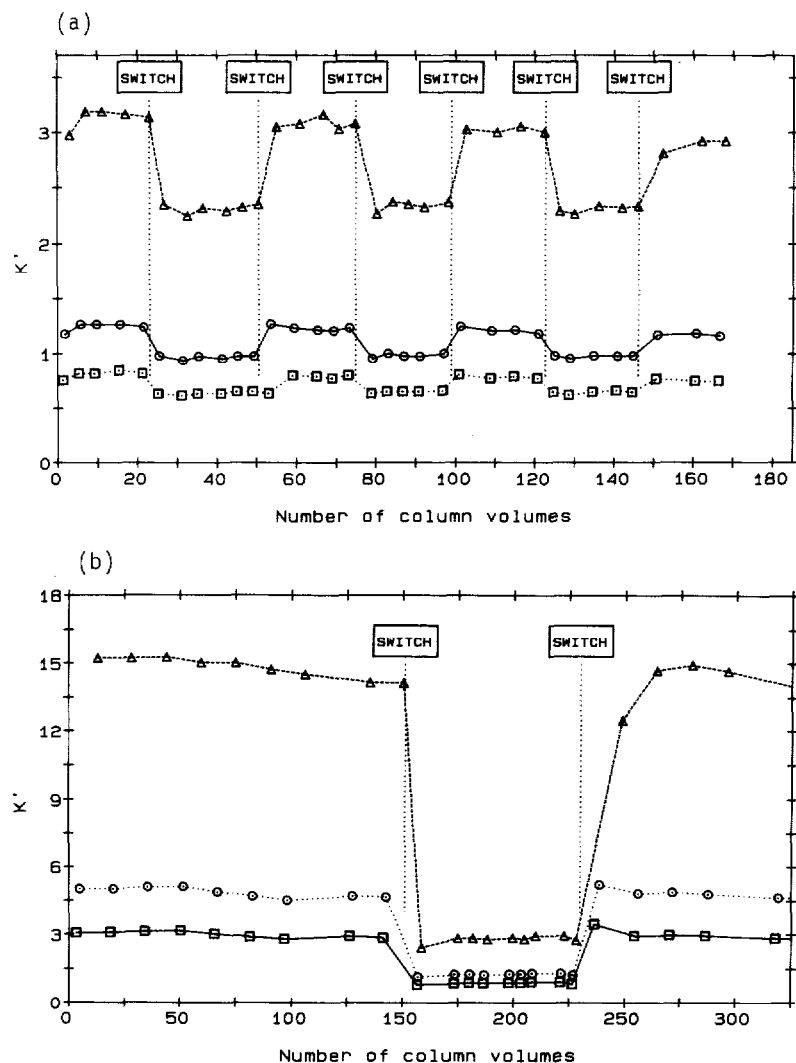 (a)
SWITCH SWITCH SWITCH SWITCH SWITCH SWITCH
3
2
1
0
K'
0 20 40 60 80 100 120 140 160 180
Number of column volumes
(b)
18
15
12
9
6
3
0
K'
SWITCH SWITCH
0 50 100 150 200 250 300
Number of column volumes